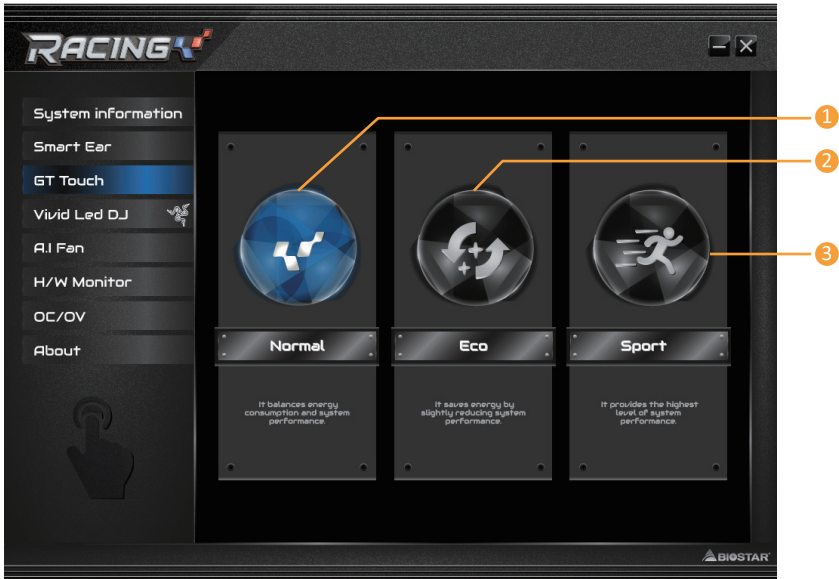 RACING
System information
Smart Ear
GT Touch
Vivid Led DJ
A.I Fan
H/W Monitor
OC/OV
About
1
2
3
Normal
Eco
Sport
It balances energy
consumption and system
performance.
It saves energy by
slightly reducing system
performance.
It provides the highest
level of system
performance.
BIOSTAR